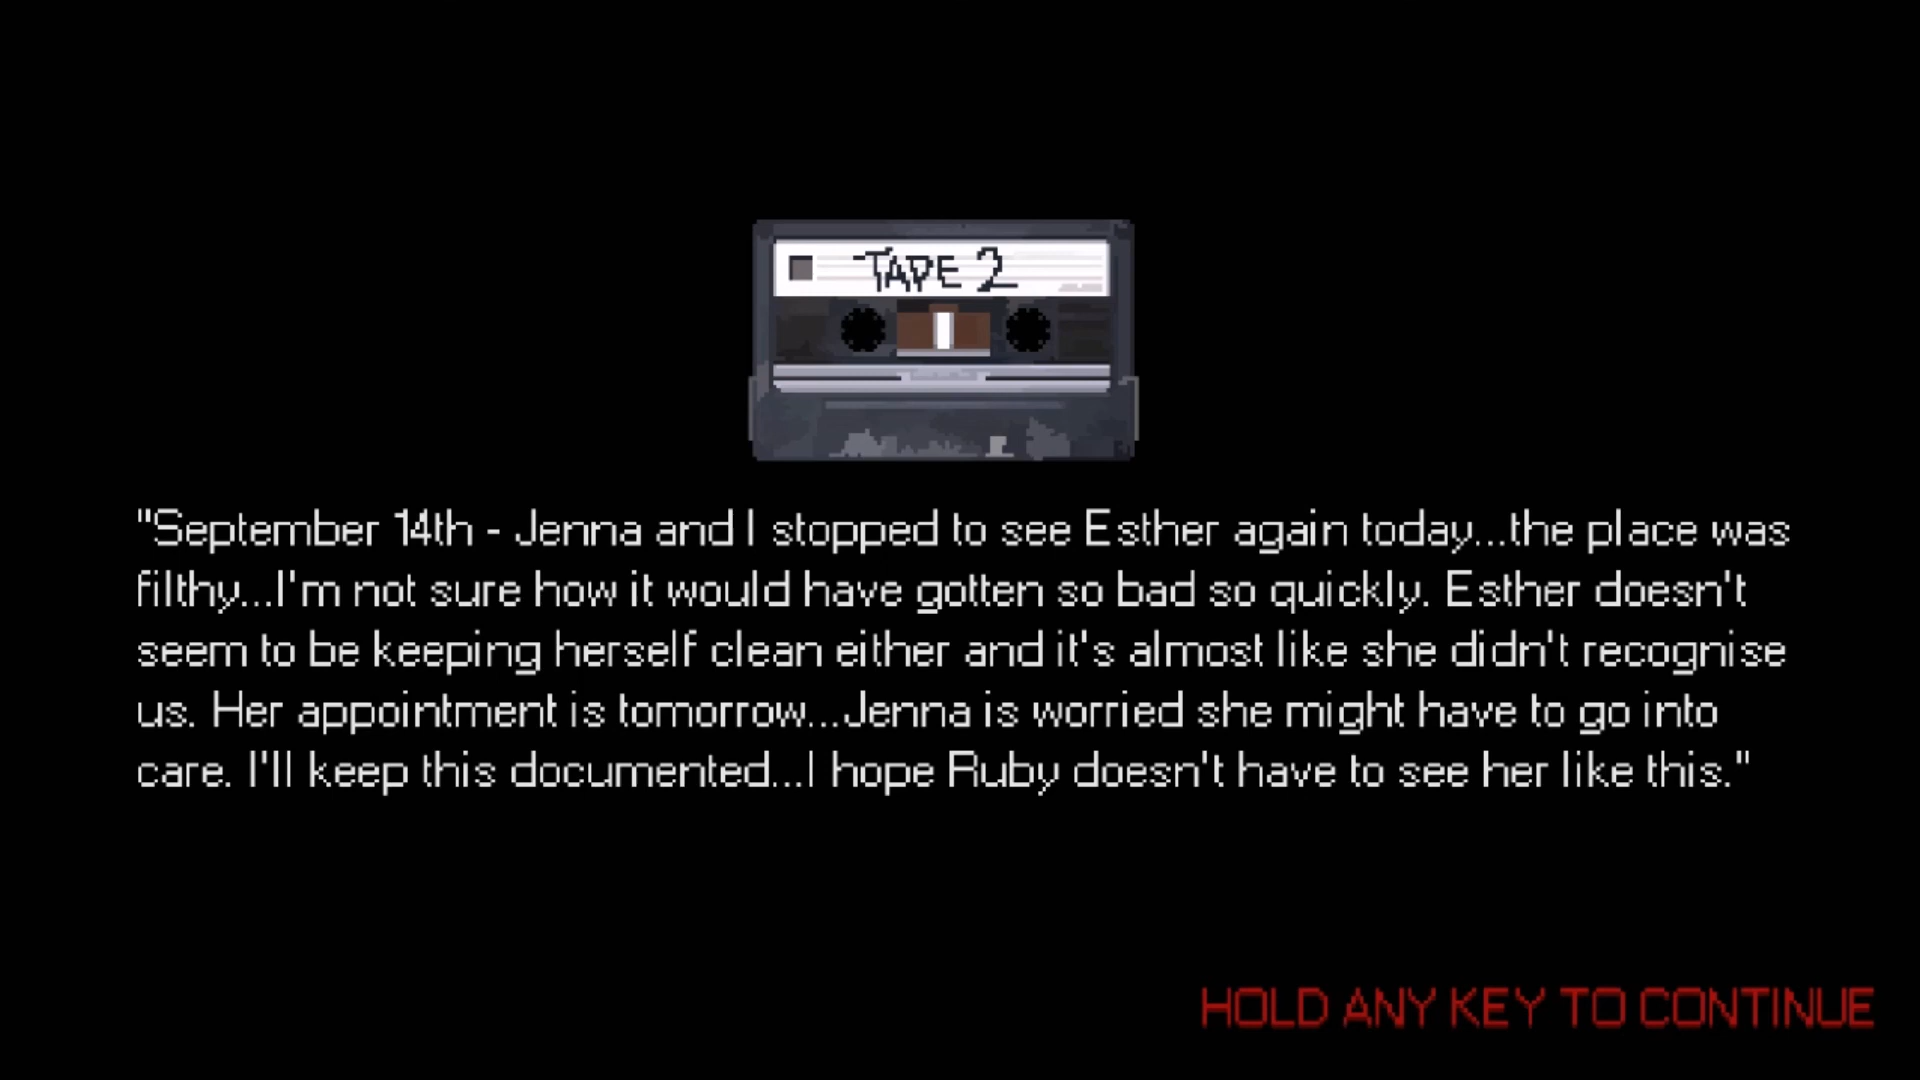 TAPE 2
"September 14th - Jenna and I stopped to see Esther again today...the place was
filthy...I'm not sure how it would have gotten so bad so quickly. Esther doesn't
seem to be keeping herself clean either and it's almost like she didn't recognise
us. Her appointment is tomorrow...Jenna is worried she might have to go into
care. I'll keep this documented...I hope Ruby doesn't have to see her like this."
HOLD ANY KEY TO CONTINUE